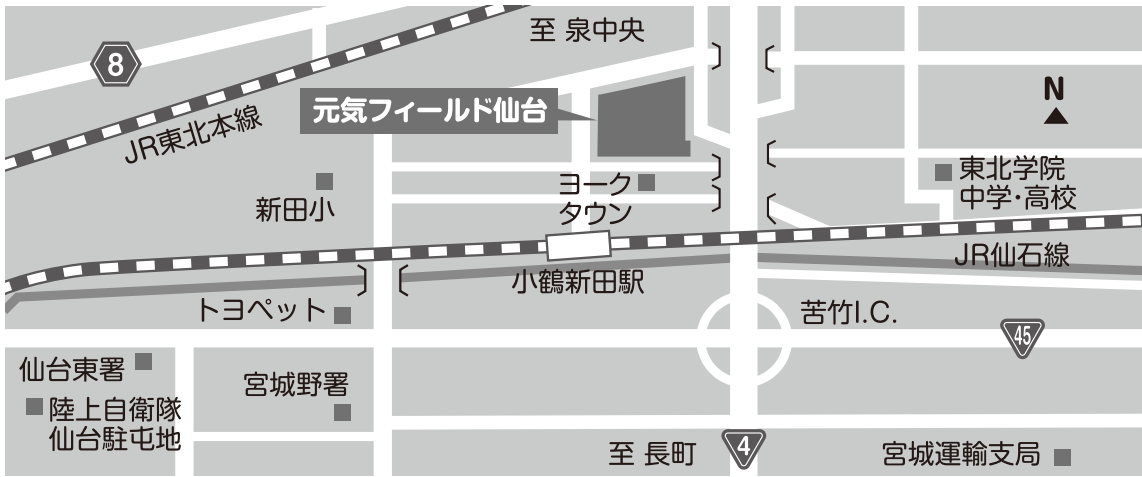 至 泉中央
8
N
元気フィールド仙台
JR東北本線
新田小
ヨーク
タウン
東北学院
中学・高校
JR仙石線
小鶴新田駅
トヨペット
苦竹I.C.
45
仙台東署
宮城野署
陸上自衛隊
仙台駐屯地
至 長町
4
宮城運輸支局